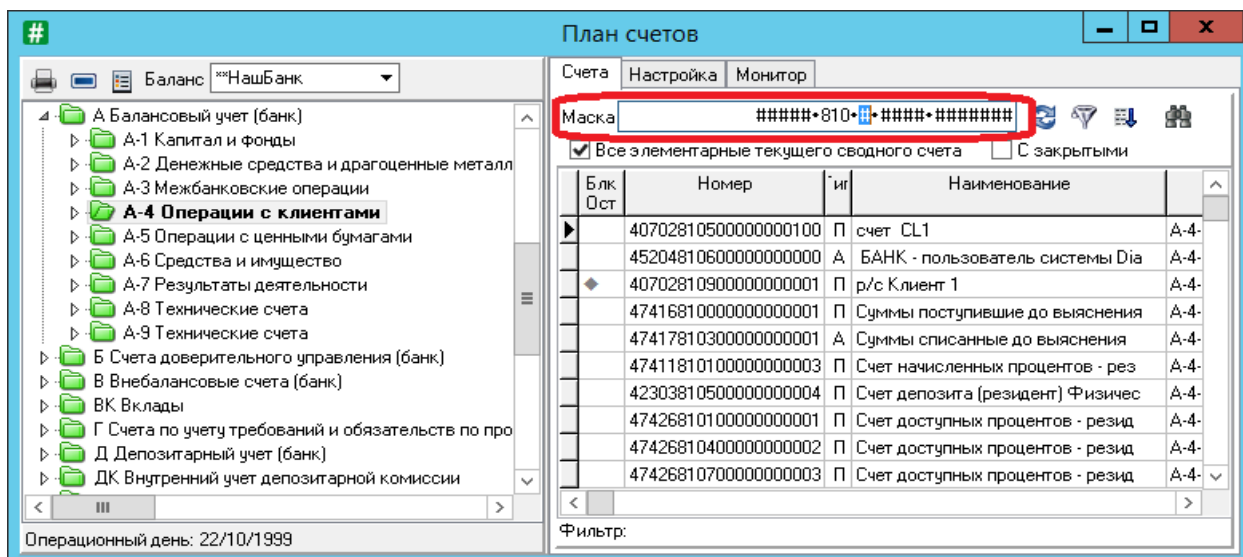 План счетов
Баланс **НашБанк
А Балансовый учет (банк)
А-1 Капитал и фонды
А-2 Денежные средства и драгоценные металл
А-3 Межбанковские операции
А-4 Операции с клиентами
А-5 Операции с ценными бумагами
А-6 Средства и имущество
А-7 Результаты деятельности
А-8 Технические счета
А-9 Технические счета
Б Счета доверительного управления (банк)
В Внебалансовые счета (банк)
ВК Вклады
Г Счета по учету требований и обязательств по про
Д Депозитарный учет (банк)
ДК Внутренний учет депозитарной комиссии
Операционный день: 22/10/1999
Счета Настройка Монитор
Маска #####•810•#•####•#######
Все элементарные текущего сводного счета С закрытыми
Блк Ост Номер Тип Наименование
40702810500000000100 П счет CL1 А-4-
45204810600000000000 А БАНК - пользователь системы Dia А-4-
40702810900000000001 П р/с Клиент 1 А-4-
47416810000000000001 П Суммы поступившие до выяснения А-4-
47417810300000000001 А Суммы списанные до выяснения А-4-
47411810100000000003 П Счет начисленных процентов - рез А-4-
42303810500000000004 П Счет депозита (резидент) Физичес А-4-
47426810100000000001 П Счет доступных процентов - резид А-4-
47426810400000000002 П Счет доступных процентов - резид А-4-
47426810700000000003 П Счет доступных процентов - резид А-4-
Фильтр: